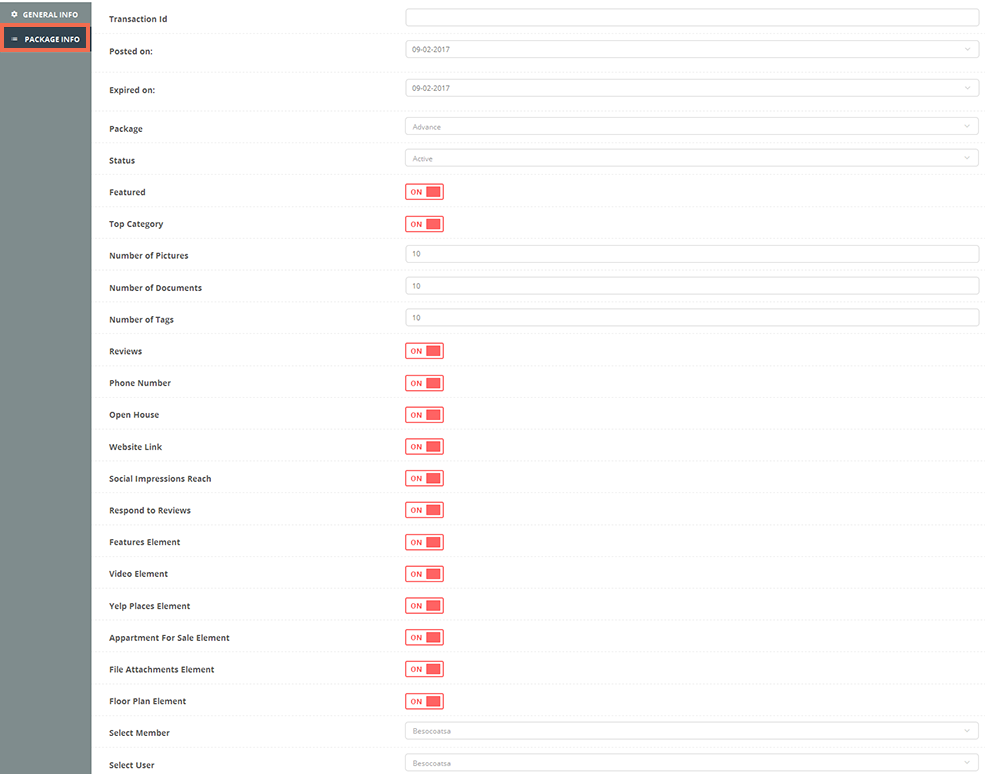 GENERAL INFO
PACKAGE INFO
Transaction Id
Posted on: 09-02-2017
Expired on: 09-02-2017
Package Advance
Status Active
Featured ON
Top Category ON
Number of Pictures 10
Number of Documents 10
Number of Tags 10
Reviews ON
Phone Number ON
Open House ON
Website Link ON
Social Impressions Reach ON
Respond to Reviews ON
Features Element ON
Video Element ON
Yelp Places Element ON
Appartment For Sale Element ON
File Attachments Element ON
Floor Plan Element ON
Select Member Besocoatsa
Select User Besocoatsa